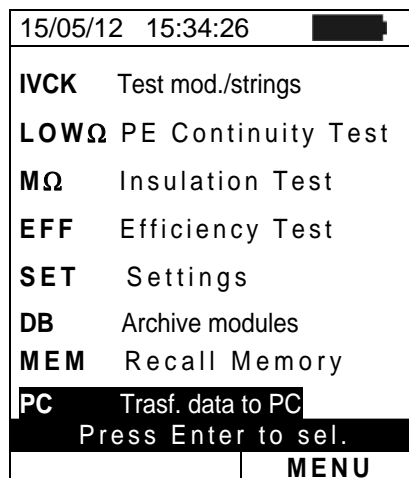 15/05/12 15:34:26
IVCK Test mod./strings
LOWΩ PE Continuity Test
MΩ Insulation Test
EFF Efficiency Test
SET Settings
DB Archive modules
MEM Recall Memory
PC Trasf. data to PC
Press Enter to sel.
MENU